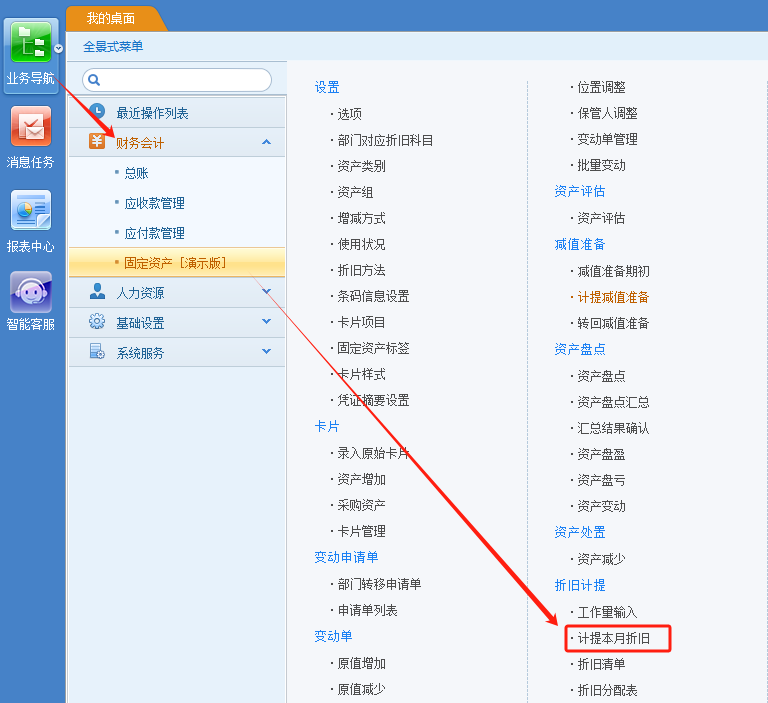 我的桌面
全景式菜单
业务导航
消息任务
报表中心
智能客服
最近操作列表
财务会计
总账
应收款管理
应付款管理
固定资产 [演示版]
人力资源
基础设置
系统服务
设置
·选项
·部门对应折旧科目
·资产类别
·资产组
·增减方式
·使用状况
·折旧方法
·条码信息设置
·卡片项目
·固定资产标签
·卡片样式
·凭证摘要设置
卡片
·录入原始卡片
·资产增加
·采购资产
·卡片管理
变动申请单
·部门转移申请单
·申请单列表
变动单
·原值增加
·原值减少
·位置调整
·保管人调整
·变动单管理
·批量变动
资产评估
·资产评估
减值准备
·减值准备期初
·计提减值准备
·转回减值准备
资产盘点
·资产盘点
·资产盘点汇总
·汇总结果确认
·资产盘盈
·资产盘亏
·资产变动
资产处置
·资产减少
折旧计提
·工作量输入
·计提本月折旧
·折旧清单
·折旧分配表